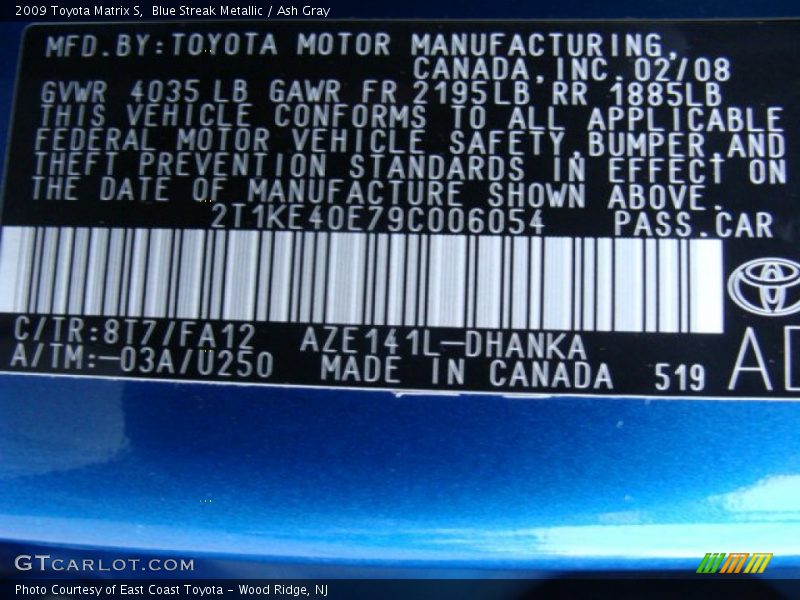 2009 Toyota Matrix S,  Blue Streak Metallic / Ash Gray
MFD.BY:TOYOTA MOTOR MANUFACTURING,
CANADA,INC.02/08
GVWR 4035LB GAWR FR 2195LB RR 1885LB
THIS VEHICLE CONFORMS TO ALL APPLICABLE
FEDERAL MOTOR VEHICLE SAFETY,BUMPER,AND
THEFT PREVENTION STANDARDS IN EFFECT ON
THE DATE OF MANUFACTURE SHOWN ABOVE.
2T1KE40E79C006054 PASS.CAR
C/TR:8T7/FA12 AZE141L-DHANKA
A/TM:-03A/U250 MADE IN CANADA 519 A
GTCARLOT.COM
Photo Courtesy of East Coast Toyota - Wood Ridge, NJ